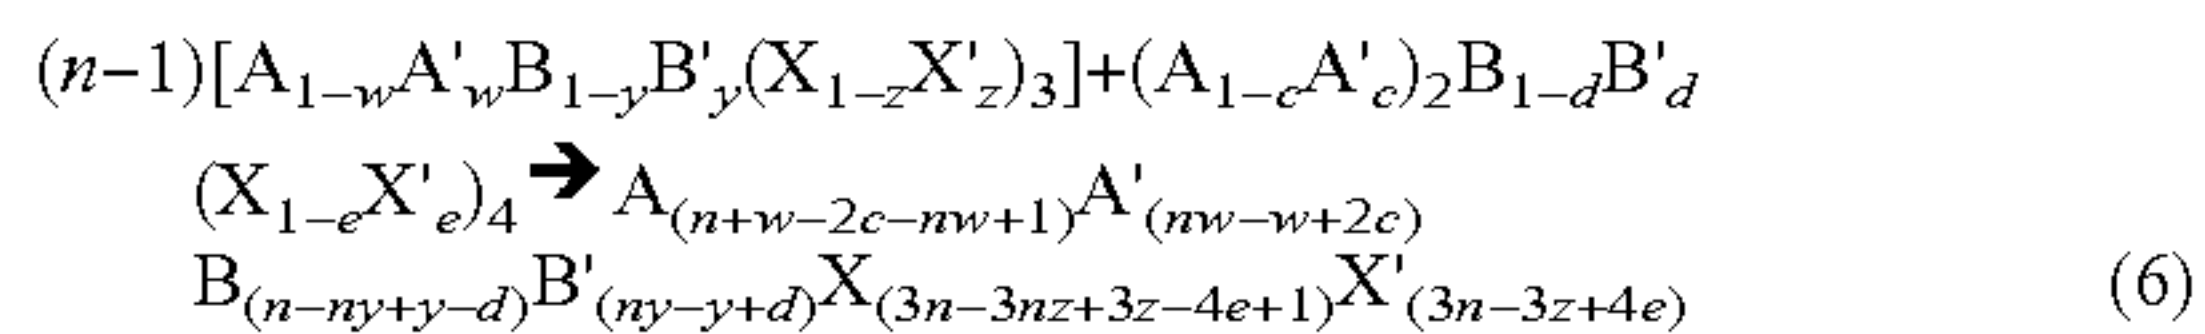 (n−1)[A₁₋wA'wB₁₋yB'y(X₁₋zX'z)₃]+(A₁₋cA'c)₂B₁₋dB'd
(X₁₋eX'e)₄➔A(n+w−2c−nw+1)A'(nw−w+2c)
B(n−ny+y−d)B'(ny−y+d)X(3n−3nz+3z−4e+1)X'(3n−3z+4e) (6)